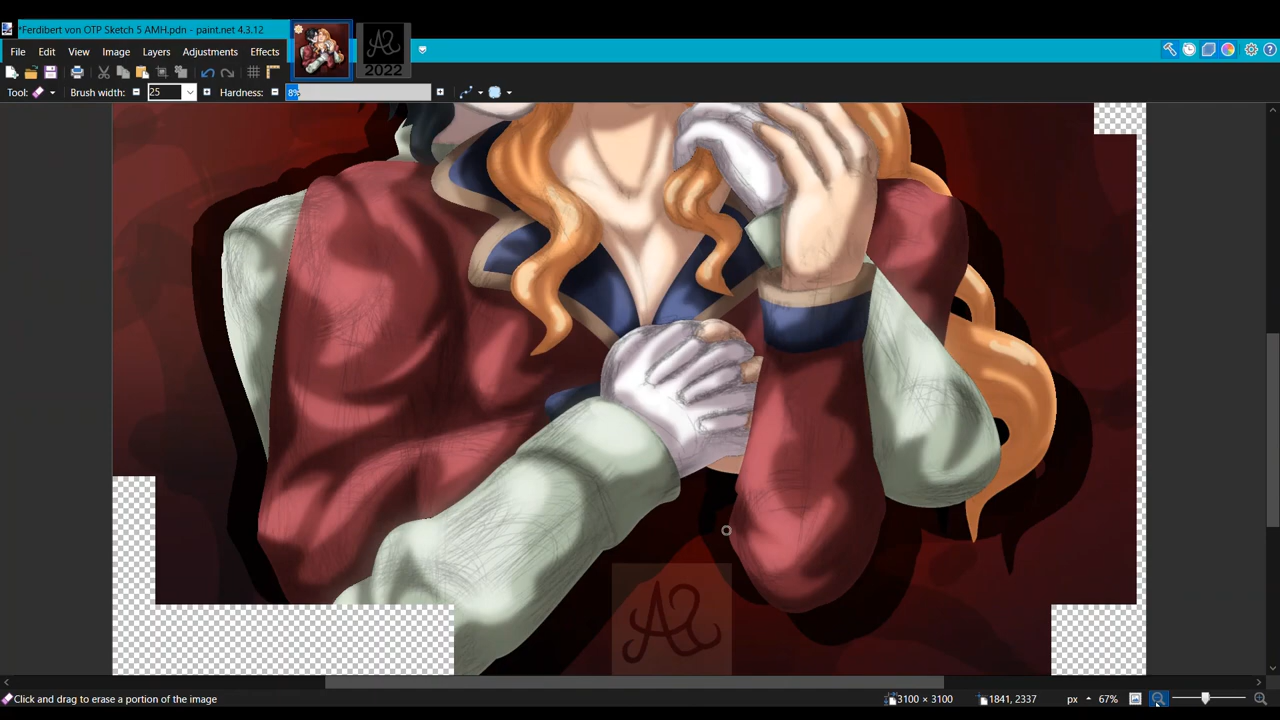 *Ferdibert von OTP Sketch 5 AMH.pdn - paint.net 4.3.12
File Edit View Image Layers Adjustments Effects
2022
Tool: Brush width: 25 Hardness: 8%
Click and drag to erase a portion of the image
3100 × 3100
1841, 2337
px
67%